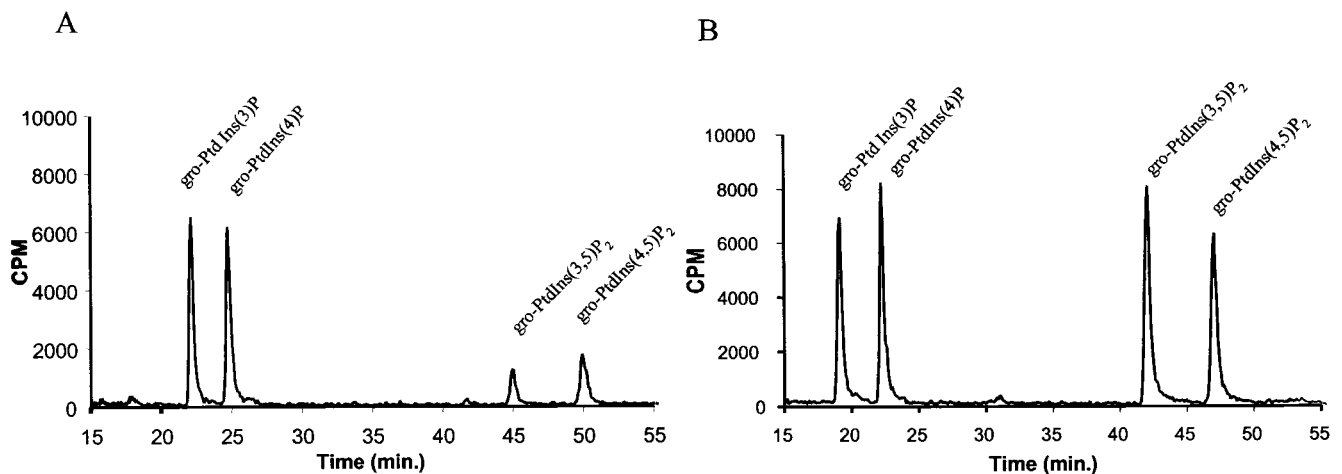 A
gro-Ptd Ins(3)P
gro-PtdIns(4)P
gro-PtdIns(3,5)P₂
gro-PtdIns(4,5)P₂
10000
8000
6000
4000
2000
0
CPM
15 20 25 30 35 40 45 50 55
Time (min.)
B
gro-Ptd Ins(3)P
gro-PtdIns(4)P
gro-PtdIns(3,5)P₂
gro-PtdIns(4,5)P₂
10000
8000
6000
4000
2000
0
CPM
15 20 25 30 35 40 45 50 55
Time (min.)